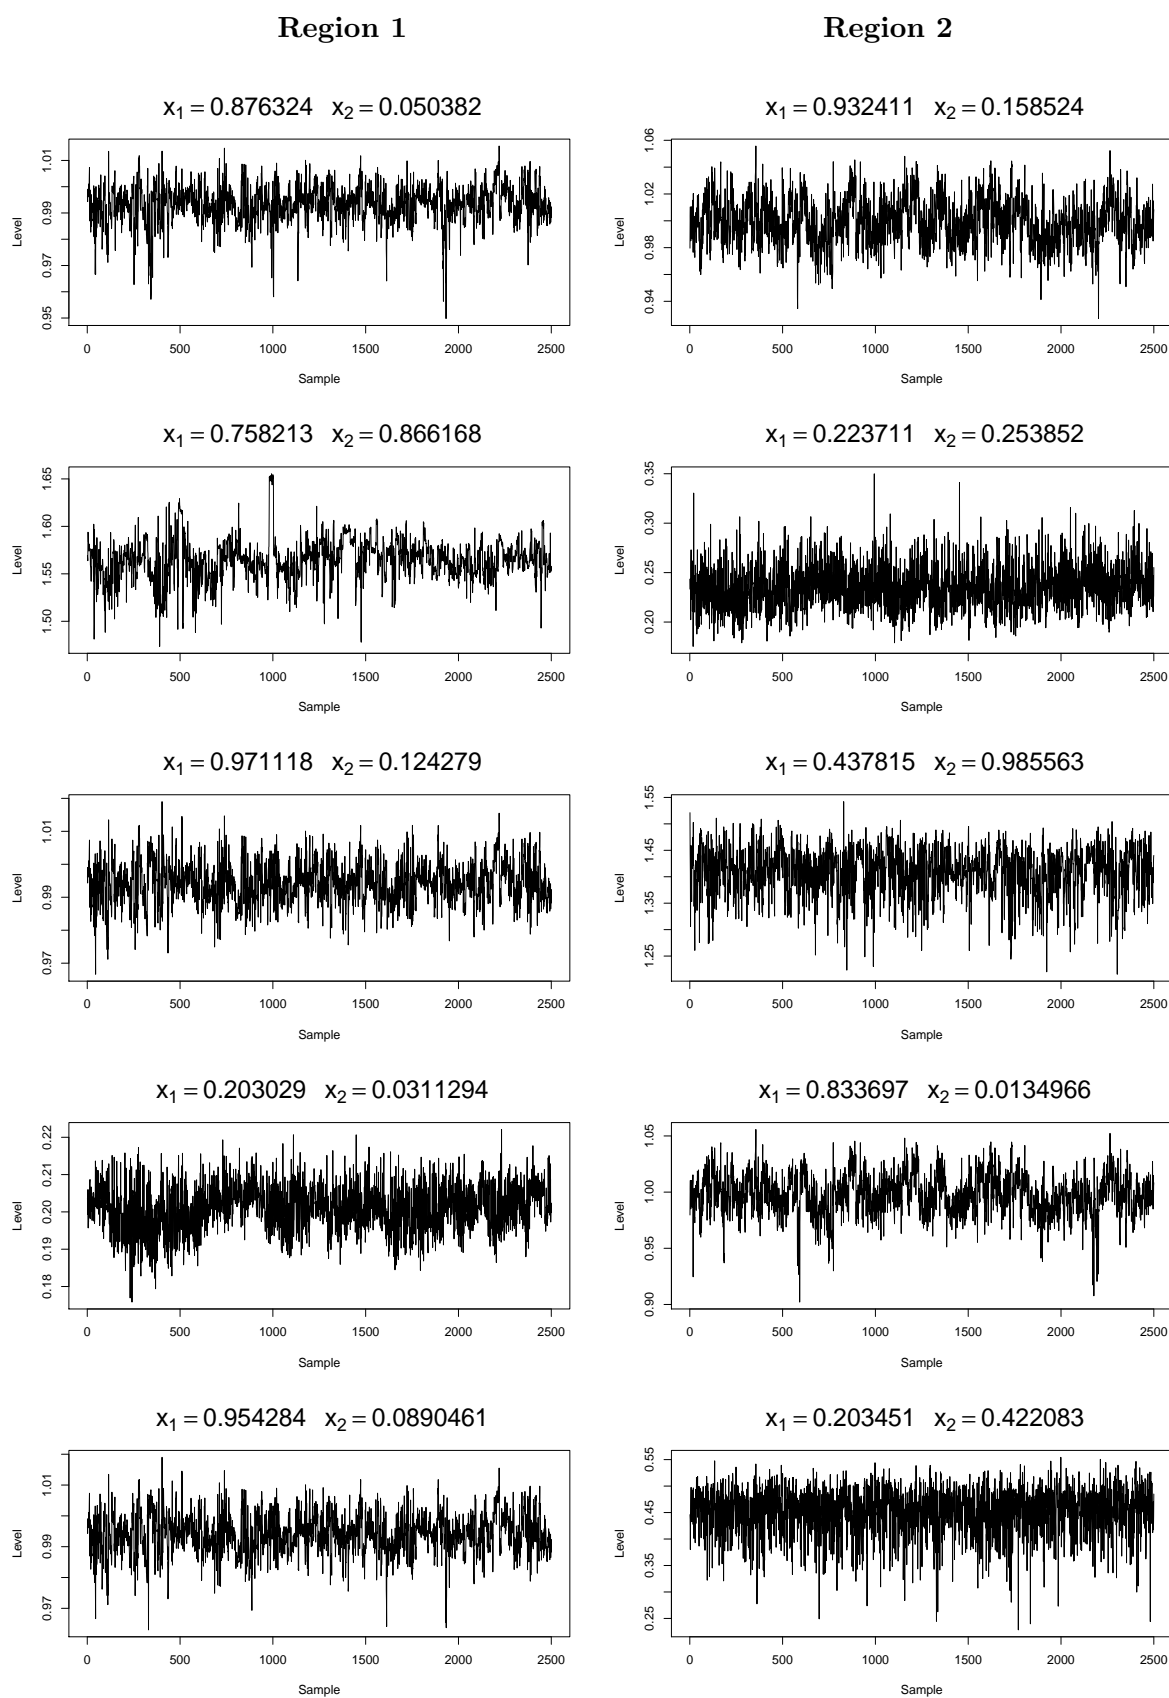 Region 1 Region 2
x1 = 0.876324 x2 = 0.050382 x1 = 0.932411 x2 = 0.158524
Level
0.95 0.97 0.99 1.01
0 500 1000 1500 2000 2500
Sample
Level
0.94 0.98 1.02 1.06
0 500 1000 1500 2000 2500
Sample
x1 = 0.758213 x2 = 0.866168 x1 = 0.223711 x2 = 0.253852
Level
1.50 1.55 1.60 1.65
0 500 1000 1500 2000 2500
Sample
Level
0.20 0.25 0.30 0.35
0 500 1000 1500 2000 2500
Sample
x1 = 0.971118 x2 = 0.124279 x1 = 0.437815 x2 = 0.985563
Level
0.97 0.99 1.01
0 500 1000 1500 2000 2500
Sample
Level
1.25 1.35 1.45 1.55
0 500 1000 1500 2000 2500
Sample
x1 = 0.203029 x2 = 0.0311294 x1 = 0.833697 x2 = 0.0134966
Level
0.18 0.19 0.20 0.21 0.22
0 500 1000 1500 2000 2500
Sample
Level
0.90 0.95 1.00 1.05
0 500 1000 1500 2000 2500
Sample
x1 = 0.954284 x2 = 0.0890461 x1 = 0.203451 x2 = 0.422083
Level
0.97 0.99 1.01
0 500 1000 1500 2000 2500
Sample
Level
0.25 0.35 0.45 0.55
0 500 1000 1500 2000 2500
Sample